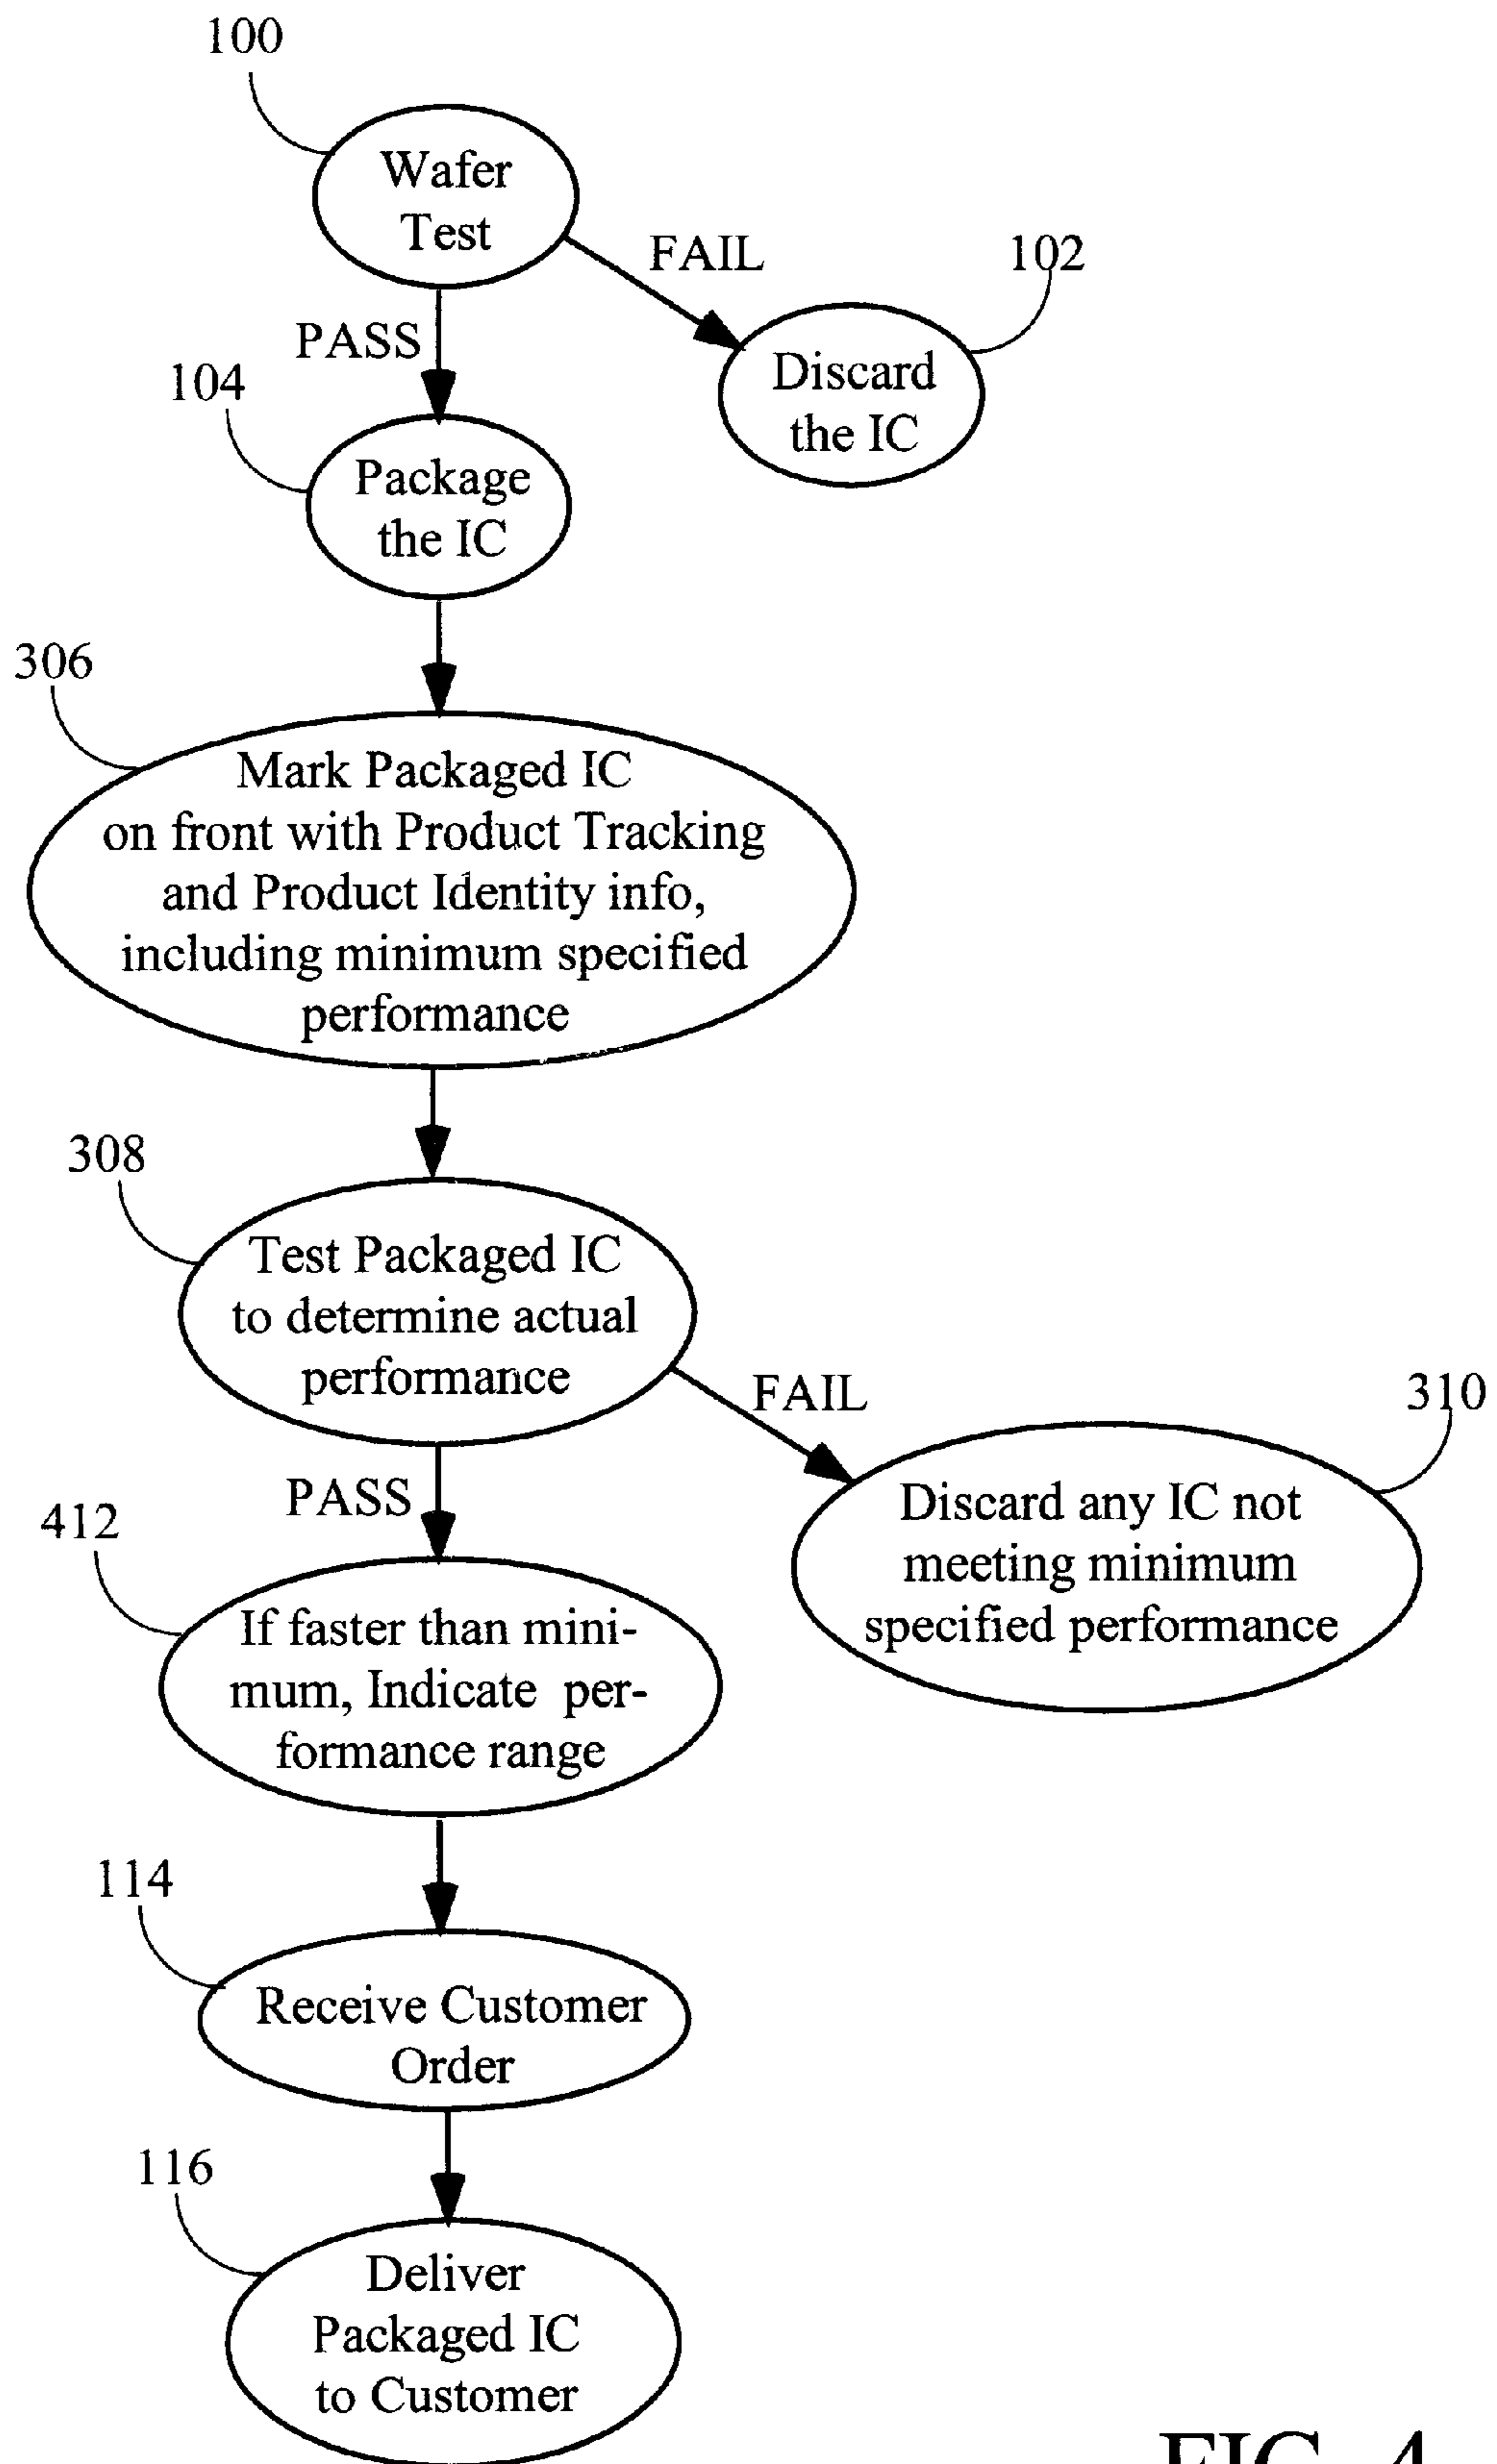 100
Wafer
Test
FAIL
102
PASS
Discard
the IC
104
Package
the IC
306
Mark Packaged IC
on front with Product Tracking
and Product Identity info,
including minimum specified
performance
308
Test Packaged IC
to determine actual
performance
FAIL
310
PASS
Discard any IC not
meeting minimum
specified performance
412
If faster than mini-
mum, Indicate per-
formance range
114
Receive Customer
Order
116
Deliver
Packaged IC
to Customer
FIG. 4